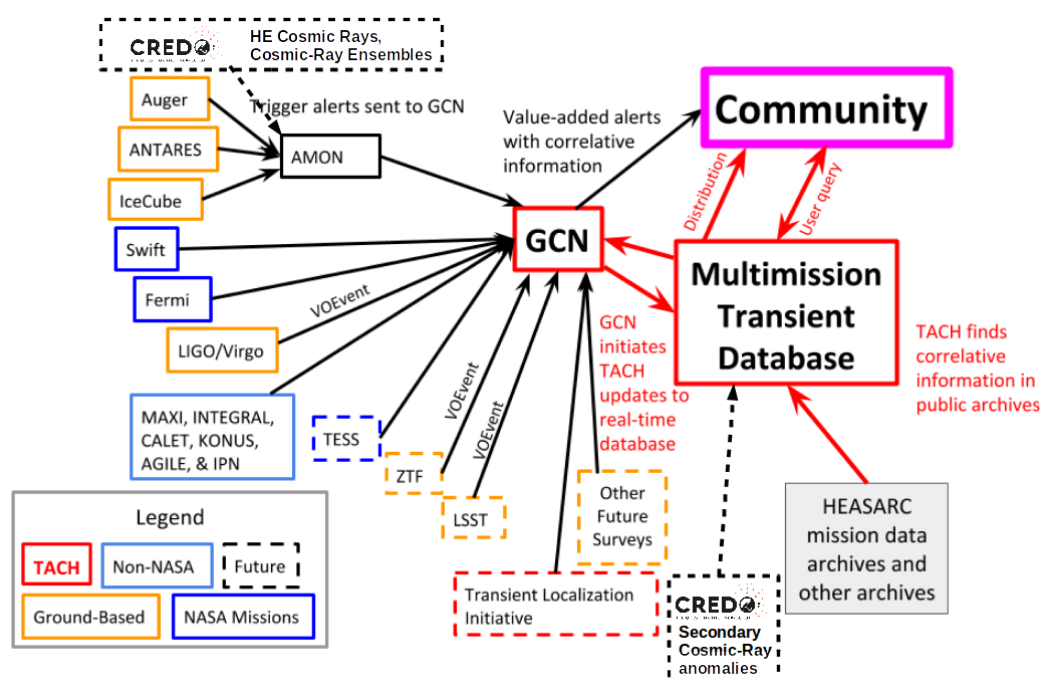 CREDO
HE Cosmic Rays,
Cosmic-Ray Ensembles
Auger
Trigger alerts sent to GCN
ANTARES
AMON
IceCube
Value-added alerts
with correlative
information
Community
Distribution
User query
Swift
GCN
Fermi
VOEvent
LIGO/Virgo
Multimission
Transient
Database
GCN
initiates
TACH
updates to
real-time
database
TACH finds
correlative
information in
public archives
MAXI, INTEGRAL,
CALET, KONUS,
AGILE, & IPN
TESS
VOEvent
VOEvent
ZTF
LSST
Other
Future
Surveys
HEASARC
mission data
archives and
other archives
Transient Localization
Initiative
CREDO
Secondary
Cosmic-Ray
anomalies
Legend
TACH
Non-NASA
Future
Ground-Based
NASA Missions